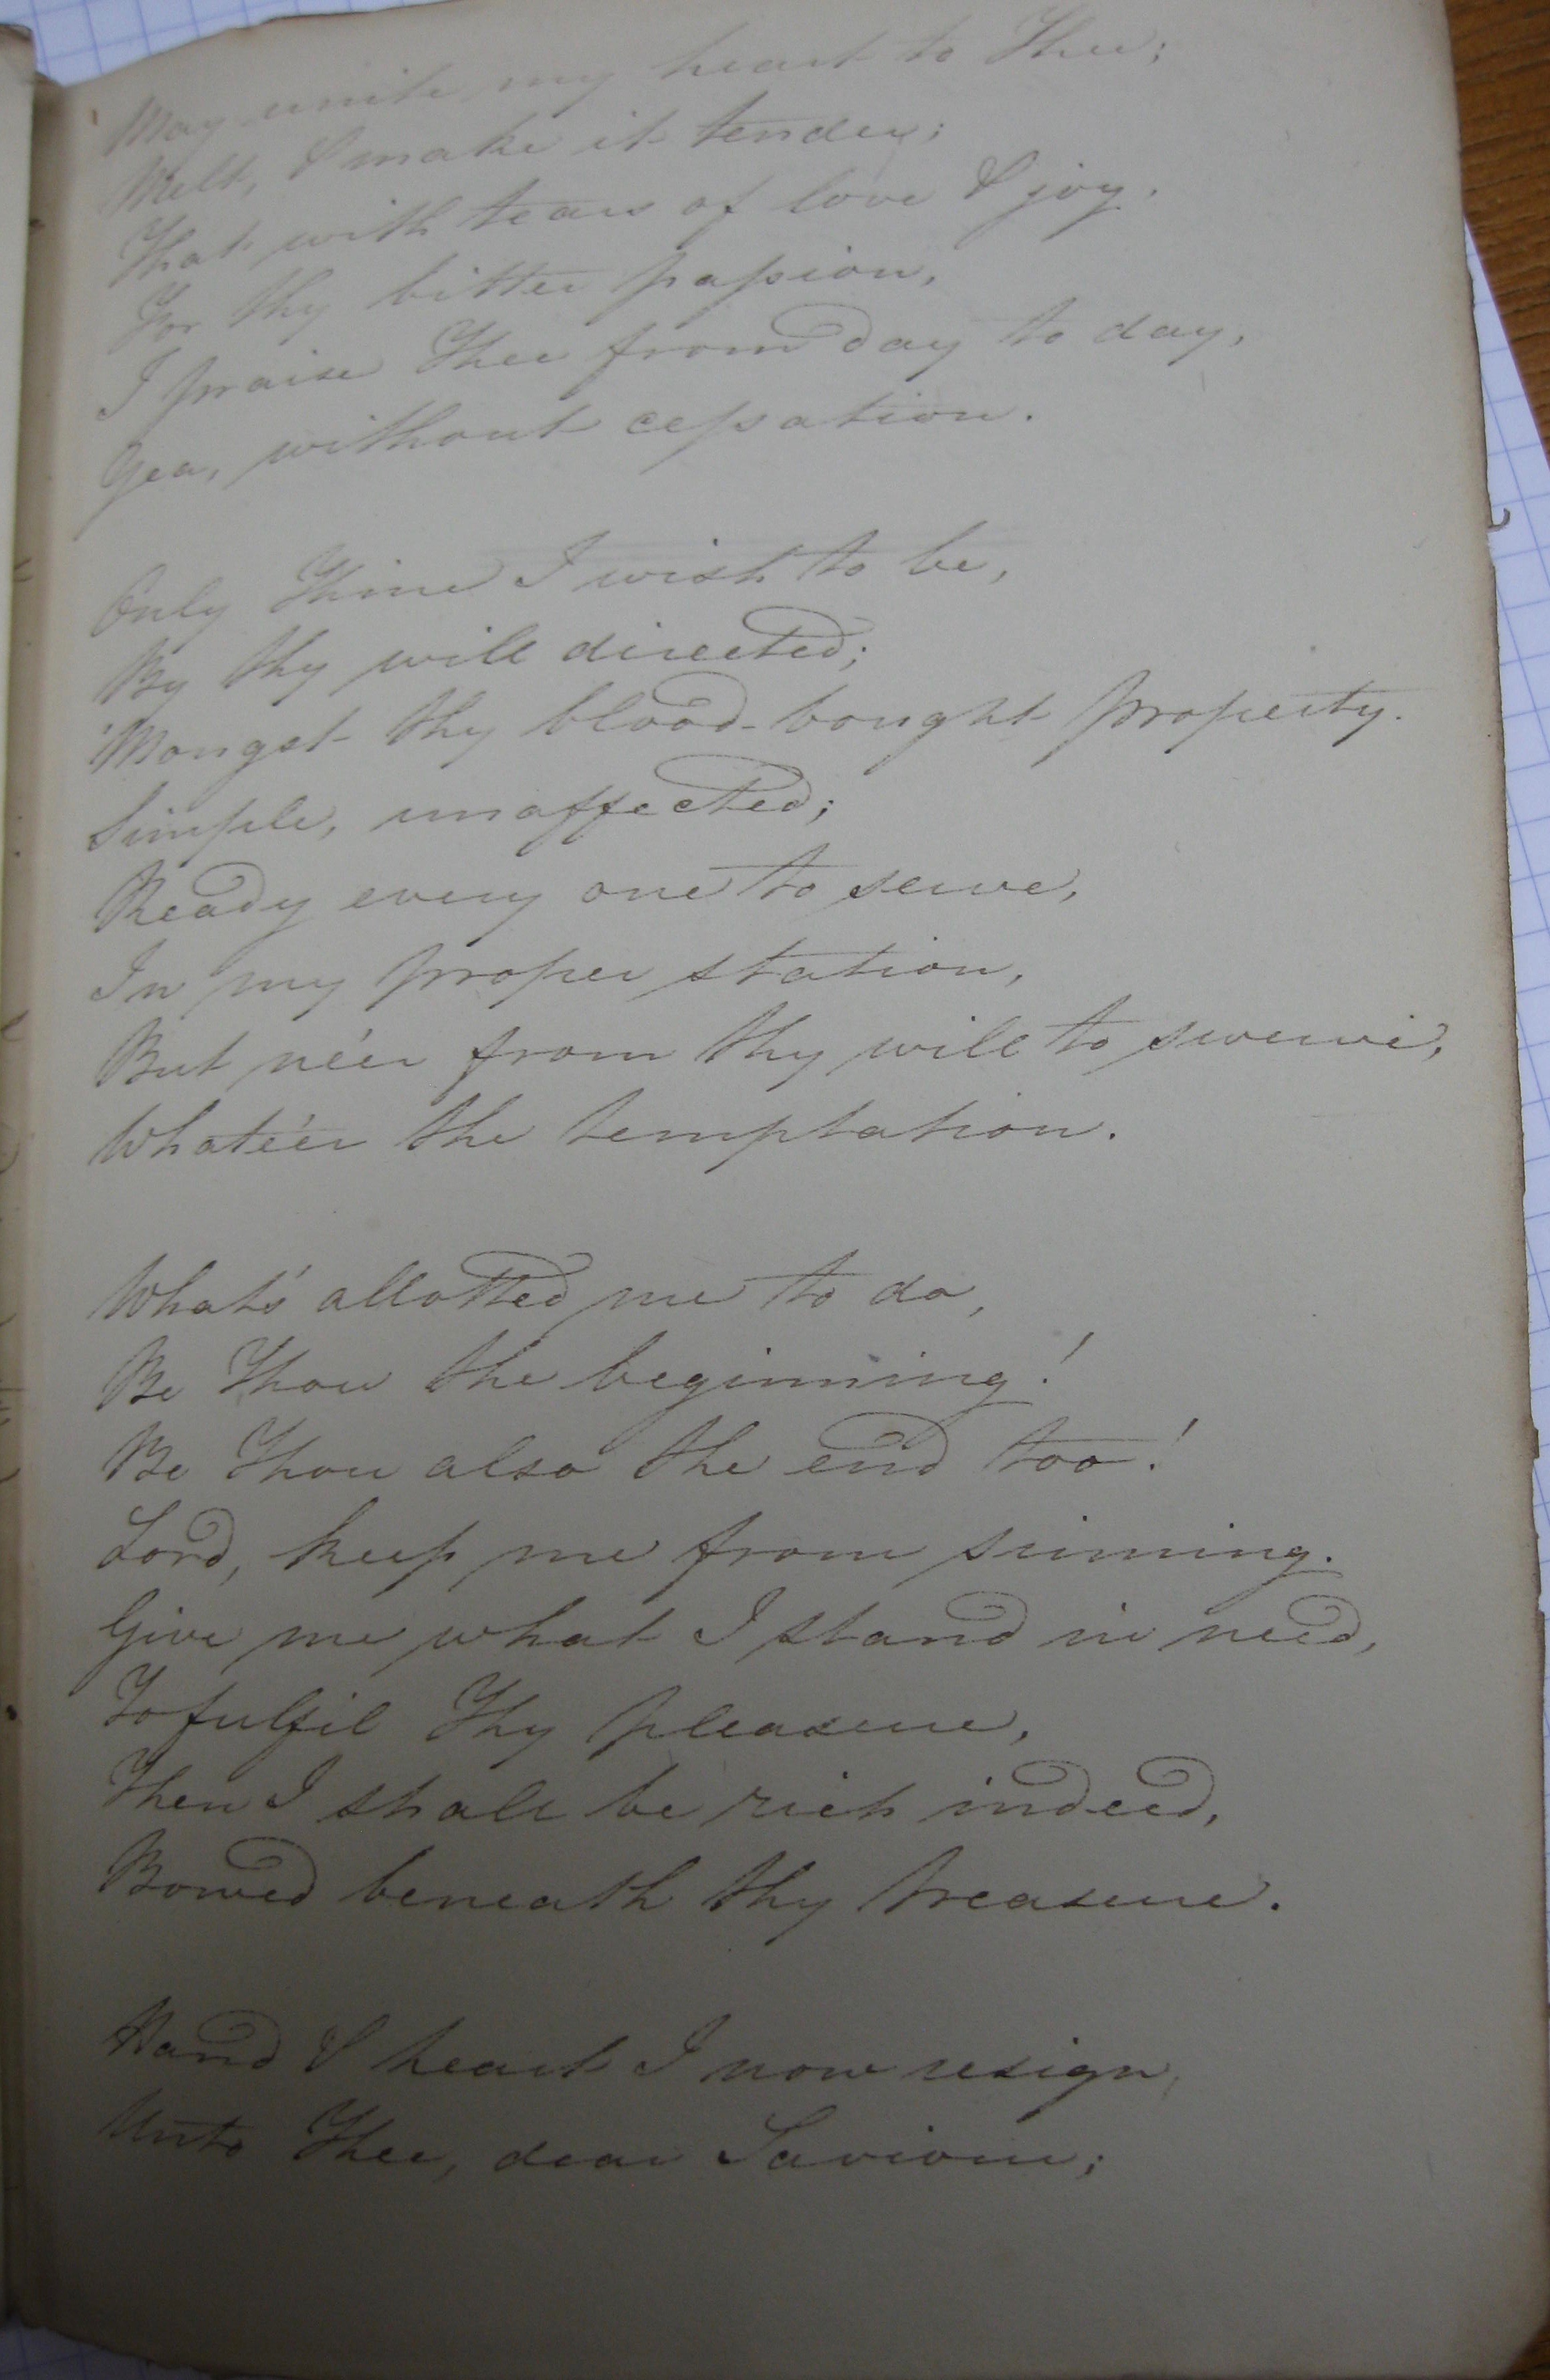 May unite my heart to Thee;
Melt, & make it tender;
That with tears of love & joy.
For thy bitter passion,
I praise Thee from day to day,
Yea, without cessation.
Only Thine I wish to be,
By thy will directed;
'Mongst thy blood-bought property.
Simple, unaffected;
Ready every one to serve,
In my proper station,
But ne'er from thy will to swerve,
Whate'er the temptation.
What's allotted me to do,
Be Thou the beginning!
Be Thou also the end too!
Lord, keep me from sinning.
Give me what I stand in need,
To fulfil Thy pleasure,
Then I shall be rich indeed,
Bowed beneath thy treasure.
Hand & heart I now resign,
Unto Thee, dear Saviour;